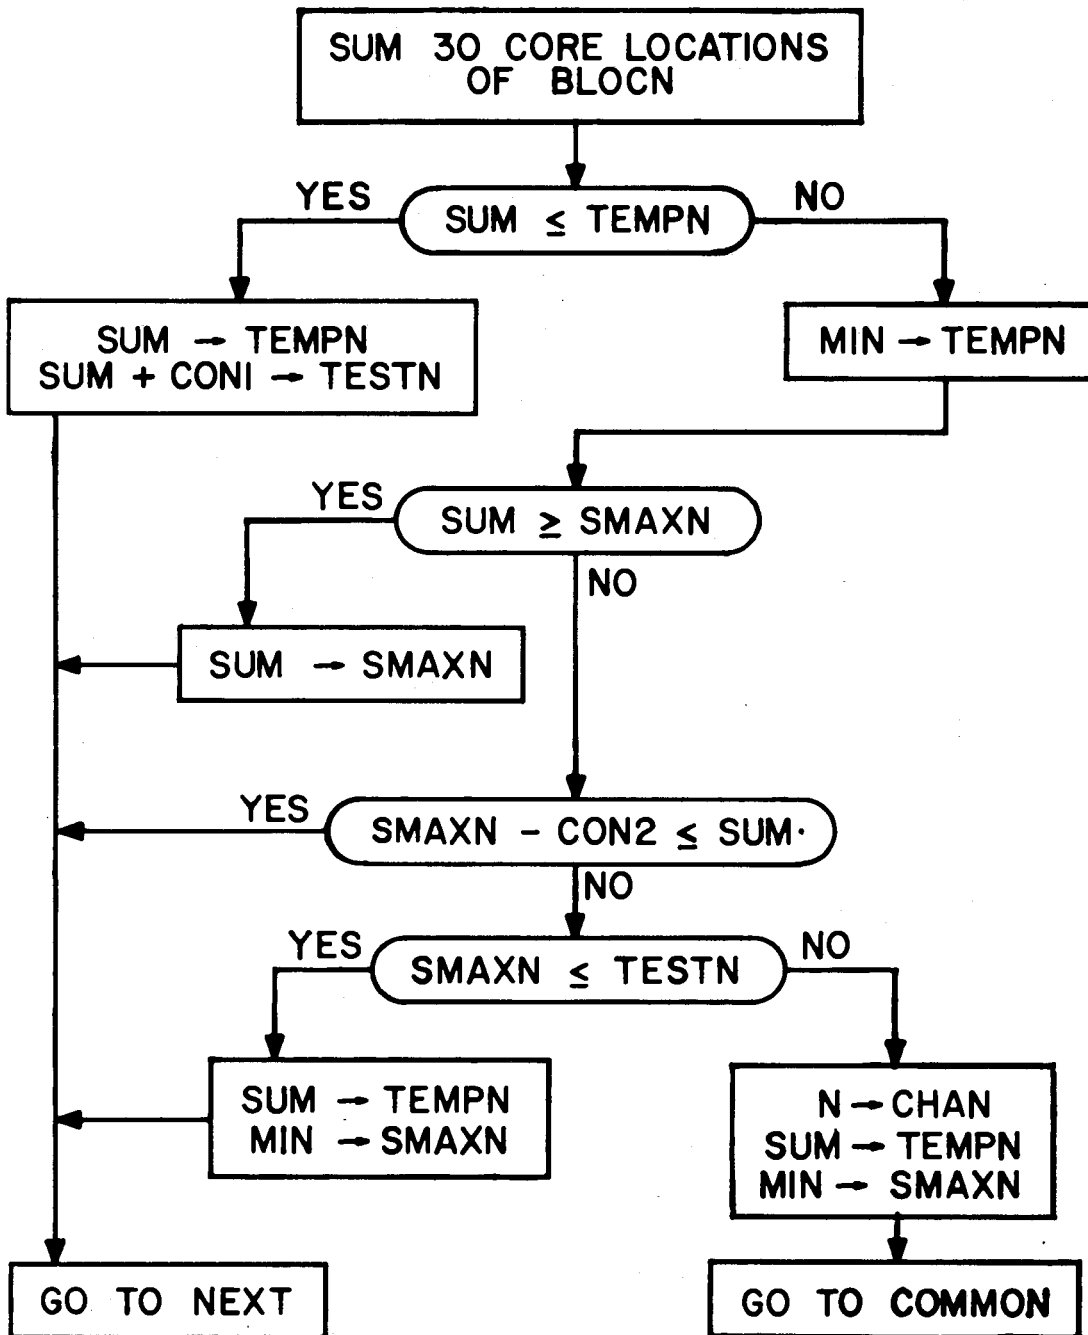 SUM 30 CORE LOCATIONS
OF BLOCN
YES
SUM ≤ TEMPN
NO
SUM → TEMPN
SUM + CON1 → TESTN
MIN → TEMPN
YES
SUM ≥ SMAXN
NO
SUM → SMAXN
YES
SMAXN - CON2 ≤ SUM
NO
YES
SMAXN ≤ TESTN
NO
SUM → TEMPN
MIN → SMAXN
N → CHAN
SUM → TEMPN
MIN → SMAXN
GO TO NEXT
GO TO COMMON